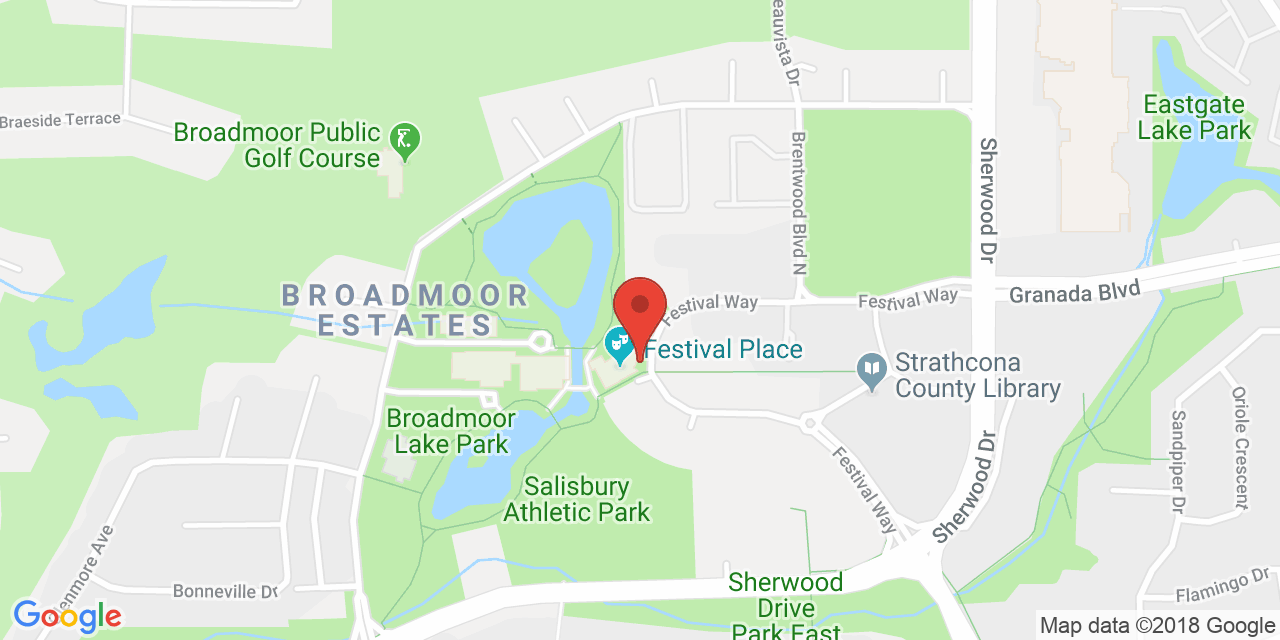 Beauvista Dr
Braeside Terrace
Broadmoor Public
Golf Course
Eastgate
Lake Park
Sherwood Dr
Brentwood Blvd N
BROADMOOR
ESTATES
Festival Way
Festival Way
Granada Blvd
Festival Place
Strathcona
County Library
Broadmoor
Lake Park
Oriole Crescent
Sandpiper Dr
Salisbury
Athletic Park
Festival Way
Sherwood Dr
Bonneville Dr
Flamingo Dr
Sherwood
Drive
Park East
Google
Map data ©2018 Google